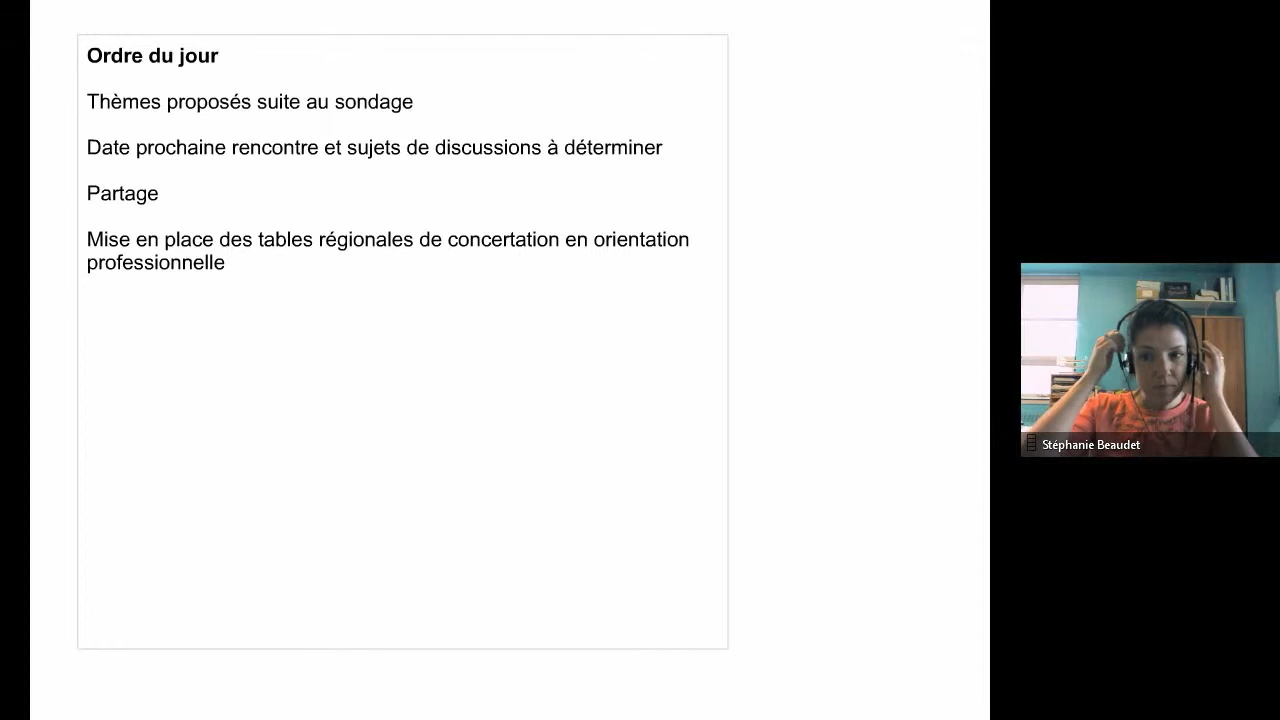 Ordre du jour
Thèmes proposés suite au sondage
Date prochaine rencontre et sujets de discussions à déterminer
Partage
Mise en place des tables régionales de concertation en orientation
professionnelle
Stéphanie Beaudet